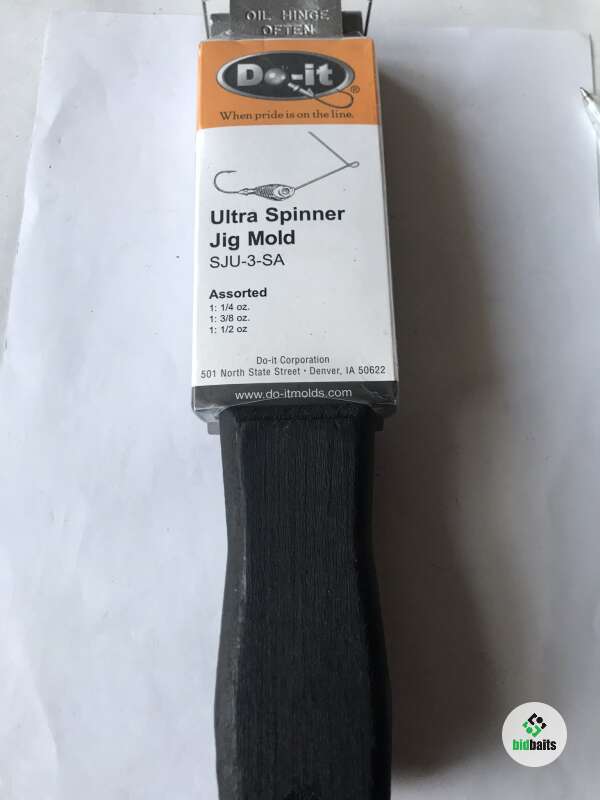 OIL HINGE
OFTEN
Do-it®
When pride is on the line.
Ultra Spinner
Jig Mold
SJU-3-SA
Assorted
1: 1/4 oz.
1: 3/8 oz.
1: 1/2 oz
Do-it Corporation
501 North State Street • Denver, IA 50622
www.do-itmolds.com
bidbaits